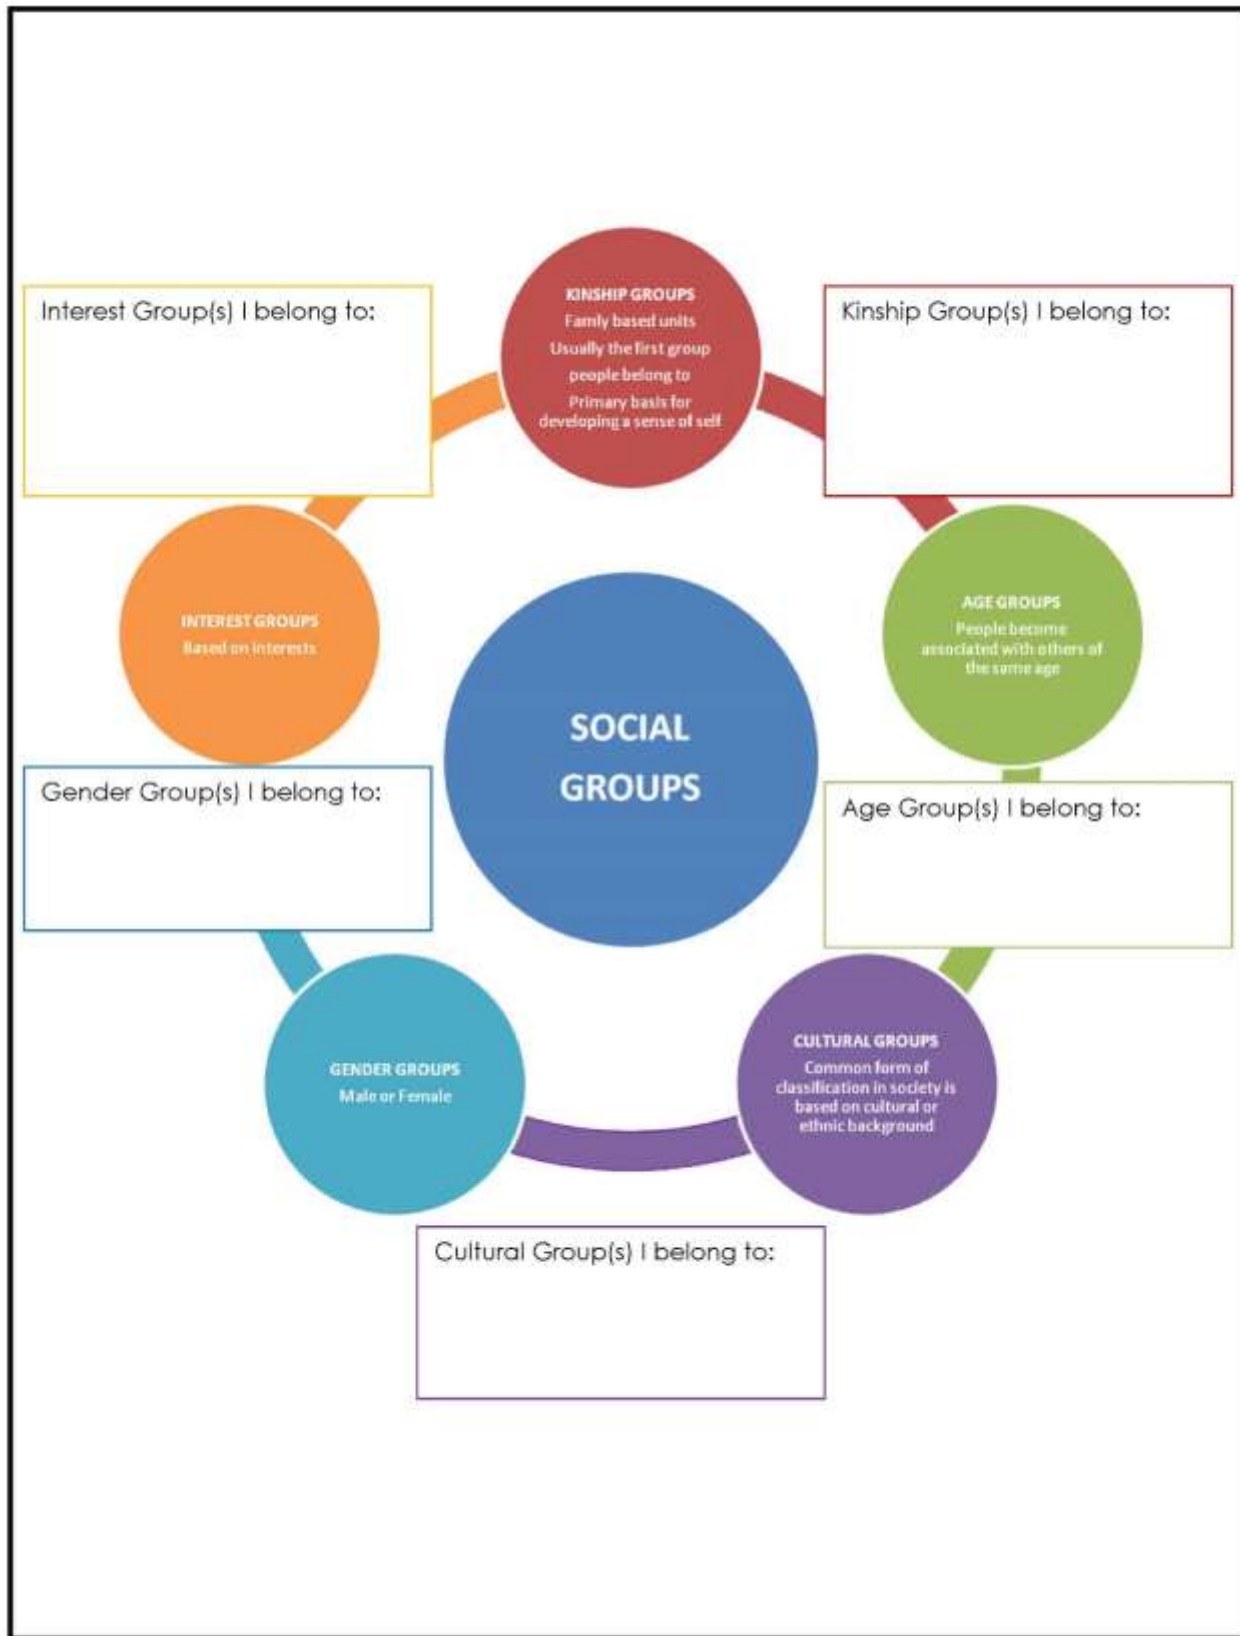 KINSHIP GROUPS
Famly based units
Usually the first group
people belong to
Primary basis for
developing a sense of self
Interest Group(s) I belong to:
Kinship Group(s) I belong to:
INTEREST GROUPS
Based on interests
AGE GROUPS
People become
associated with others of
the same age
SOCIAL
GROUPS
Gender Group(s) I belong to:
Age Group(s) I belong to:
GENDER GROUPS
Male or Female
CULTURAL GROUPS
Common form of
classification in society is
based on cultural or
ethnic background
Cultural Group(s) I belong to: